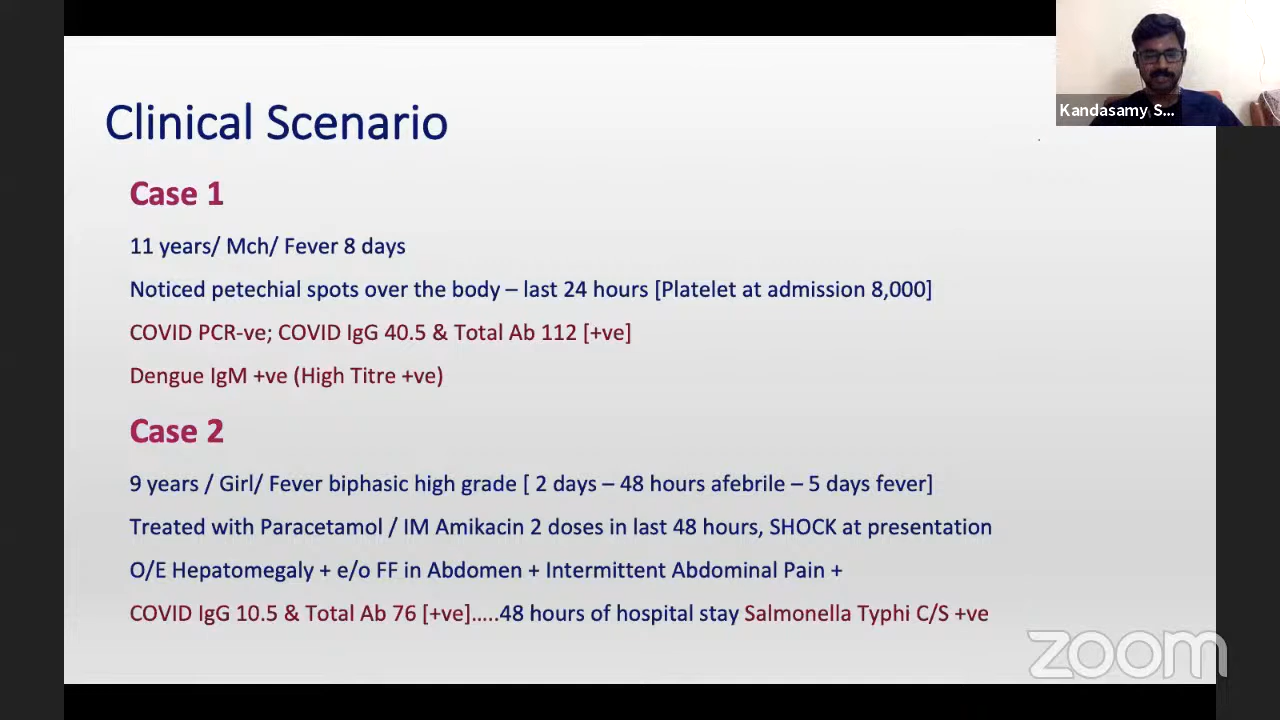 Kandasamy S...
Clinical Scenario
Case 1
11 years/ Mch/ Fever 8 days
Noticed petechial spots over the body – last 24 hours [Platelet at admission 8,000]
COVID PCR-ve; COVID IgG 40.5 & Total Ab 112 [+ve]
Dengue IgM +ve (High Titre +ve)
Case 2
9 years / Girl/ Fever biphasic high grade [ 2 days – 48 hours afebrile – 5 days fever]
Treated with Paracetamol / IM Amikacin 2 doses in last 48 hours, SHOCK at presentation
O/E Hepatomegaly + e/o FF in Abdomen + Intermittent Abdominal Pain +
COVID IgG 10.5 & Total Ab 76 [+ve].....48 hours of hospital stay Salmonella Typhi C/S +ve
zoom